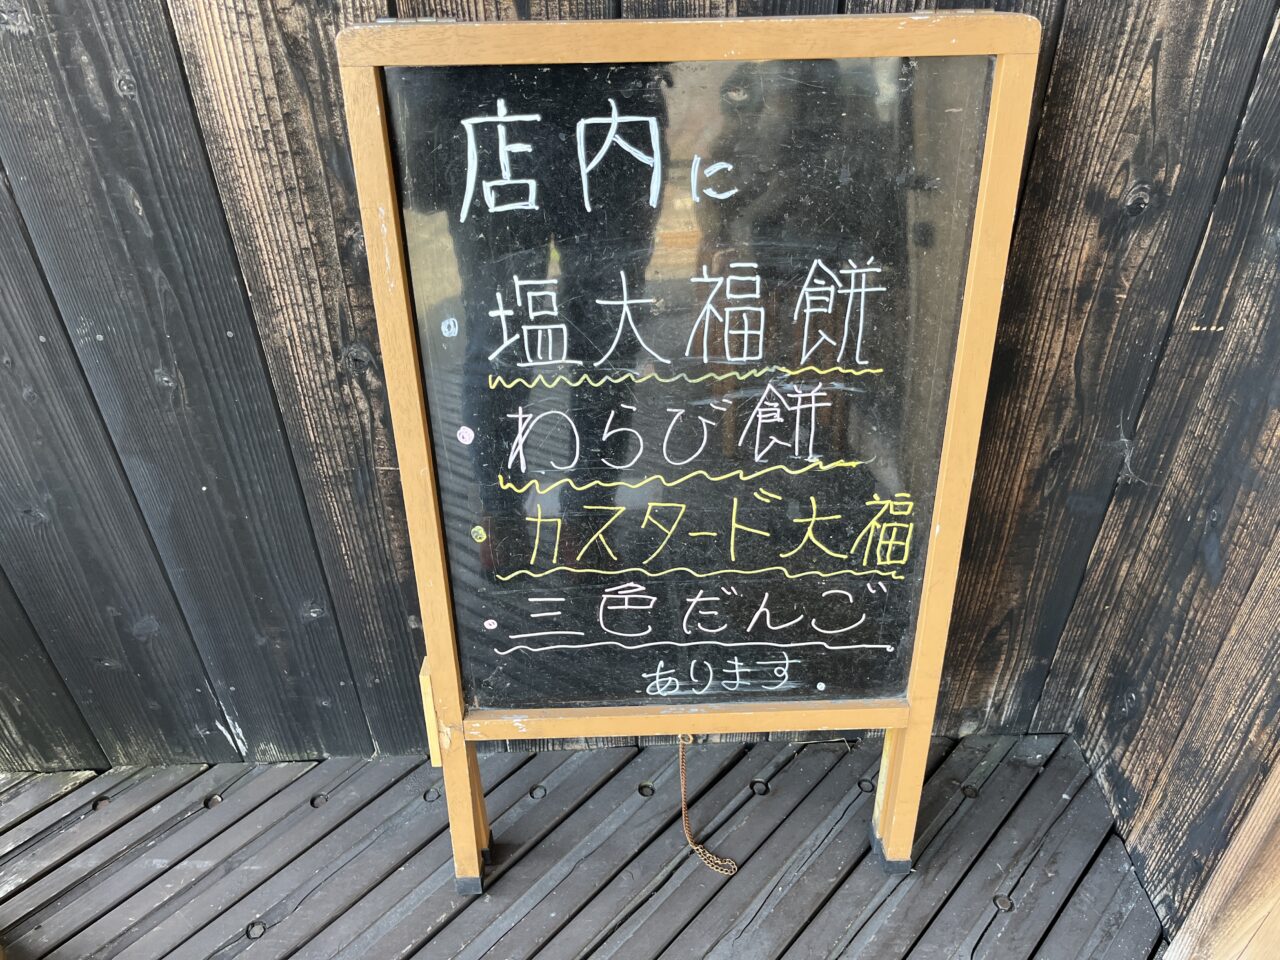 店内に
塩大福餅
わらび餅
カスタード大福
三色だんご
あります.